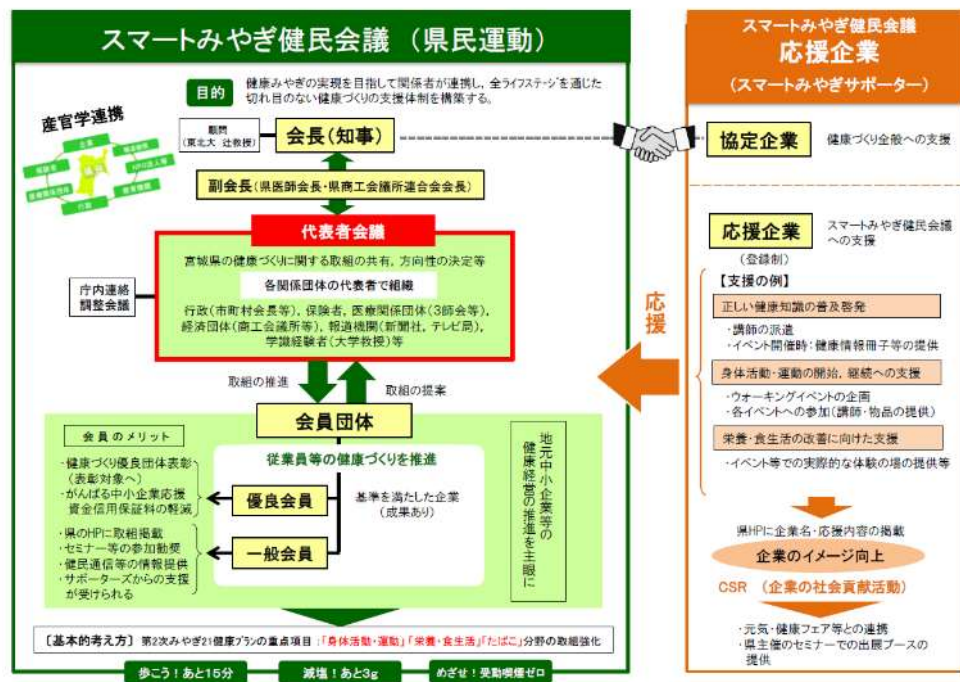 スマートみやぎ健民会議 (県民運動)
目的
健康みやぎの実現を目指して関係者が連携し、全ライフステージを通じた
切れ目のない健康づくりの支援体制を構築する。
産官学連携
企業
行政
顧問
(東北大 辻教授)
会長(知事)
副会長(県医師会長・県商工会議所連合会会長)
代表者会議
宮城県の健康づくりに関する取組の共有、方向性の決定等
各関係団体の代表者で組織
行政(市町村会長等)、保険者、医療関係団体(3師会等)、
経済団体(商工会議所等)、報道機関(新聞社、テレビ局)、
学識経験者(大学教授)等
庁内連絡
調整会議
取組の推進
取組の提案
会員団体
従業員等の健康づくりを推進
会員のメリット
・健康づくり優良団体表彰
(表彰対象へ)
・がんばる中小企業応援
資金信用保証料の軽減
・県のHPに取組掲載
・セミナー等の参加勧奨
・健民通信等の情報提供
・サポーターズからの支援
が受けられる
優良会員
一般会員
基準を満たした企業
(成果あり)
地元中小企業等の
健康経営の推進を主眼に
〔基本的考え方〕 第2次みやぎ21健康プランの重点項目:「身体活動・運動」「栄養・食生活」「たばこ」分野の取組強化
歩こう!あと15分
減塩!あと3g
めざせ!受動喫煙ゼロ
応援
スマートみやぎ健民会議
応援企業
(スマートみやぎサポーター)
協定企業
健康づくり全般への支援
応援企業
(登録制)
スマートみやぎ健民会議
への支援
【支援の例】
正しい健康知識の普及啓発
・講師の派遣
・イベント開催時:健康情報冊子等の提供
身体活動・運動の開始、継続への支援
・ウォーキングイベントの企画
・各イベントへの参加(講師・物品の提供)
栄養・食生活の改善に向けた支援
・イベント等での実際的な体験の場の提供等
県HPに企業名・応援内容の掲載
企業のイメージ向上
CSR (企業の社会貢献活動)
・元気・健康フェア等との連携
・県主催のセミナーでの出展ブースの
提供